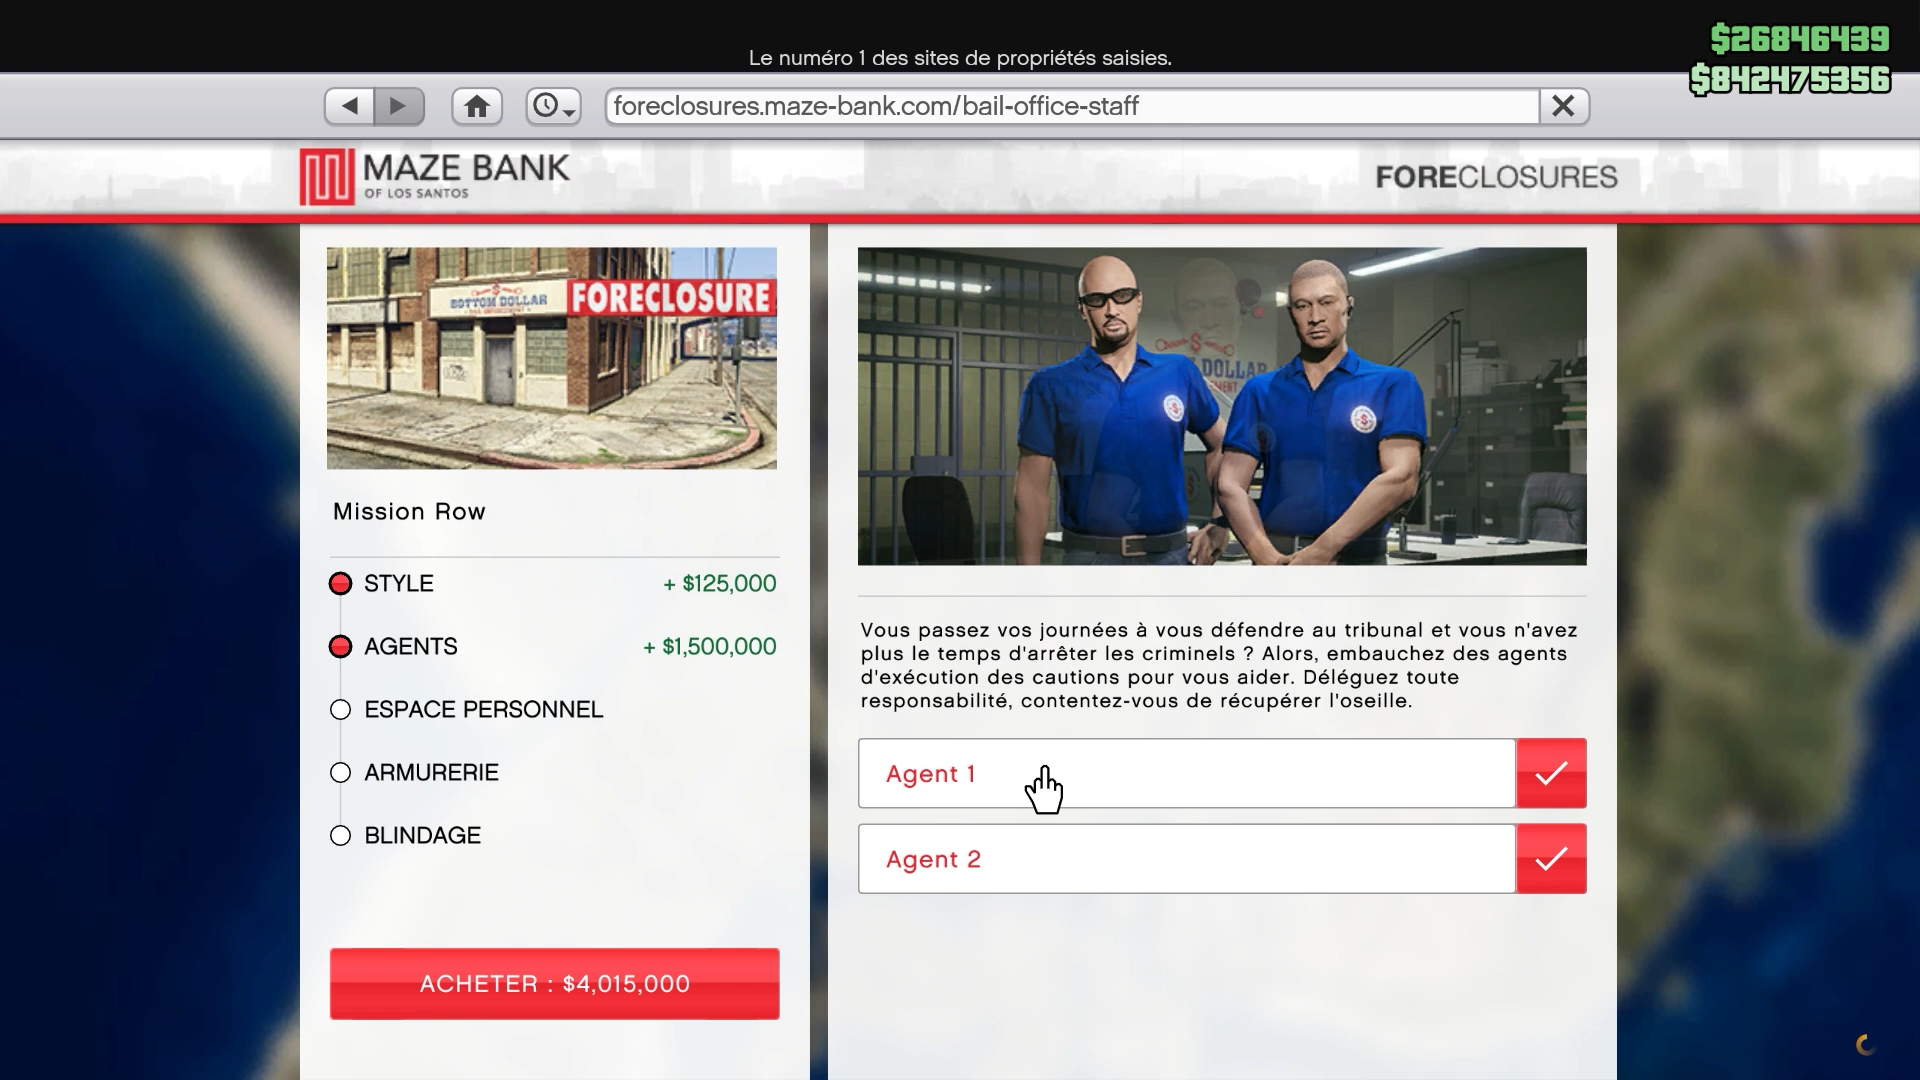 Le numéro 1 des sites de propriétés saisies.
$26846439
$842475356
foreclosures.maze-bank.com/bail-office-staff
MAZE BANK
OF LOS SANTOS
FORECLOSURES
BOTTOM DOLLAR
FORECLOSURE
DOLLAR
Mission Row
STYLE + $125,000
AGENTS + $1,500,000
ESPACE PERSONNEL
ARMURERIE
BLINDAGE
ACHETER : $4,015,000
Vous passez vos journées à vous défendre au tribunal et vous n'avez
plus le temps d'arrêter les criminels ? Alors, embauchez des agents
d'exécution des cautions pour vous aider. Déléguez toute
responsabilité, contentez-vous de récupérer l'oseille.
Agent 1
Agent 2